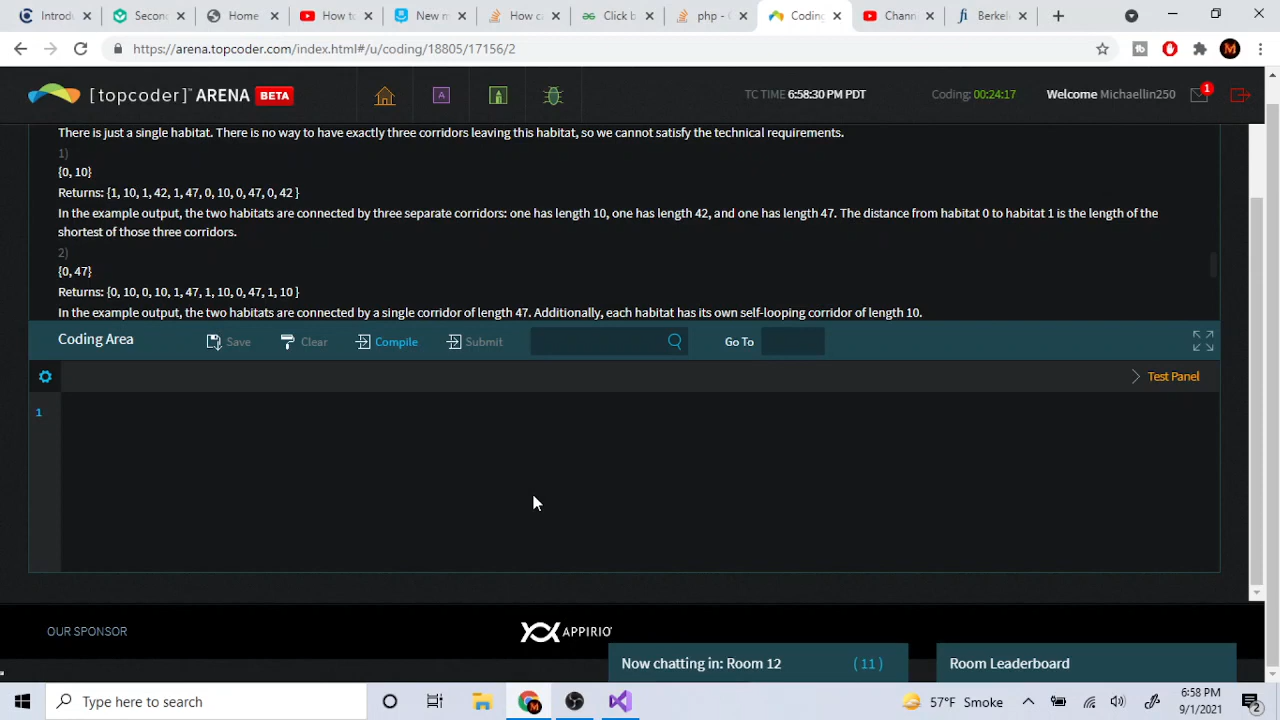 Introdu
Second
Home
How to
New m
How ca
Click b
php - (
Coding
Chann
Berkel
https://arena.topcoder.com/index.html#/u/coding/18805/17156/2
[topcoder]™ ARENA BETA
TC TIME 6:58:30 PM PDT
Coding: 00:24:17
Welcome Michaellin250
1
There is just a single habitat. There is no way to have exactly three corridors leaving this habitat, so we cannot satisfy the technical requirements.
1)
{0, 10}
Returns: {1, 10, 1, 42, 1, 47, 0, 10, 0, 47, 0, 42 }
In the example output, the two habitats are connected by three separate corridors: one has length 10, one has length 42, and one has length 47. The distance from habitat 0 to habitat 1 is the length of the
shortest of those three corridors.
2)
{0, 47}
Returns: {0, 10, 0, 10, 1, 47, 1, 10, 0, 47, 1, 10 }
In the example output, the two habitats are connected by a single corridor of length 47. Additionally, each habitat has its own self-looping corridor of length 10.
Coding Area
Save
Clear
Compile
Submit
Go To
Test Panel
1
OUR SPONSOR
APPIRIO
Now chatting in: Room 12 (11)
Room Leaderboard
Type here to search
57°F Smoke
6:58 PM
9/1/2021
2